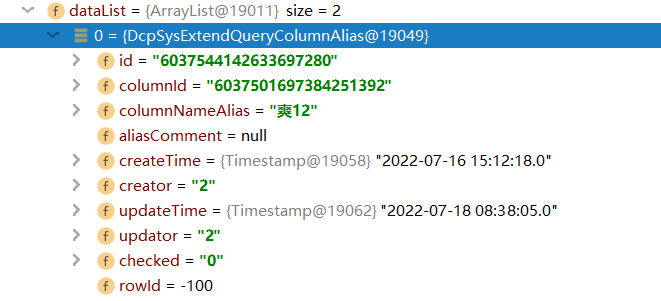 dataList = {ArrayList@19011} size = 2
0 = {DcpSysExtendQueryColumnAlias@19049}
f id = "6037544142633697280"
f columnId = "6037501697384251392"
f columnNameAlias = "爽12"
f aliasComment = null
f createTime = {Timestamp@19058} "2022-07-16 15:12:18.0"
f creator = "2"
f updateTime = {Timestamp@19062} "2022-07-18 08:38:05.0"
f updator = "2"
f checked = "0"
f rowId = -100